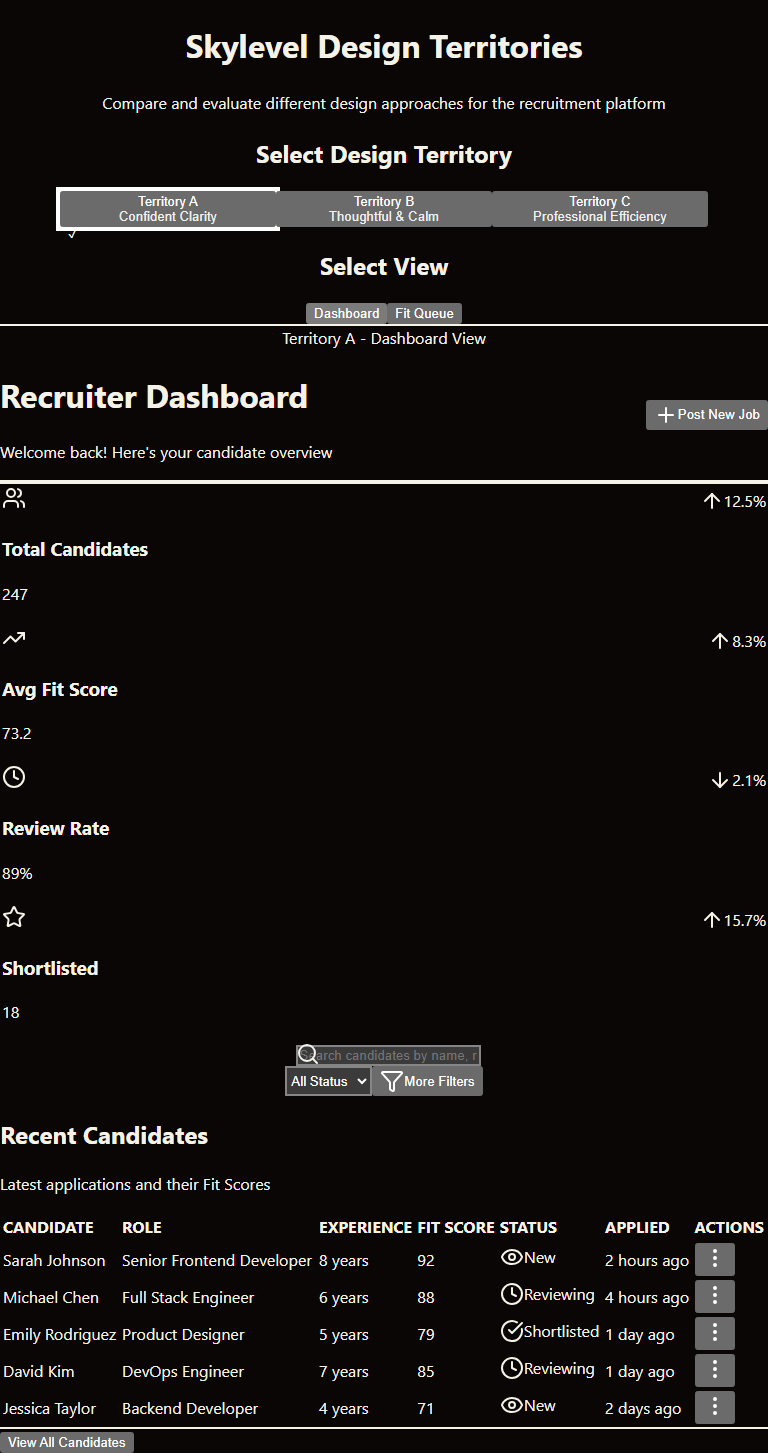 Skylevel Design Territories
Compare and evaluate different design approaches for the recruitment platform
Select Design Territory
Territory A
Confident Clarity
✓
Territory B
Thoughtful & Calm
Territory C
Professional Efficiency
Select View
Dashboard Fit Queue
Territory A - Dashboard View
Recruiter Dashboard
Post New Job
Welcome back! Here's your candidate overview
12.5%
Total Candidates
247
8.3%
Avg Fit Score
73.2
2.1%
Review Rate
89%
15.7%
Shortlisted
18
Search candidates by name, r
All Status More Filters
Recent Candidates
Latest applications and their Fit Scores
CANDIDATE ROLE EXPERIENCE FIT SCORE STATUS APPLIED ACTIONS
Sarah Johnson Senior Frontend Developer 8 years 92 New 2 hours ago
Michael Chen Full Stack Engineer 6 years 88 Reviewing 4 hours ago
Emily Rodriguez Product Designer 5 years 79 Shortlisted 1 day ago
David Kim DevOps Engineer 7 years 85 Reviewing 1 day ago
Jessica Taylor Backend Developer 4 years 71 New 2 days ago
View All Candidates